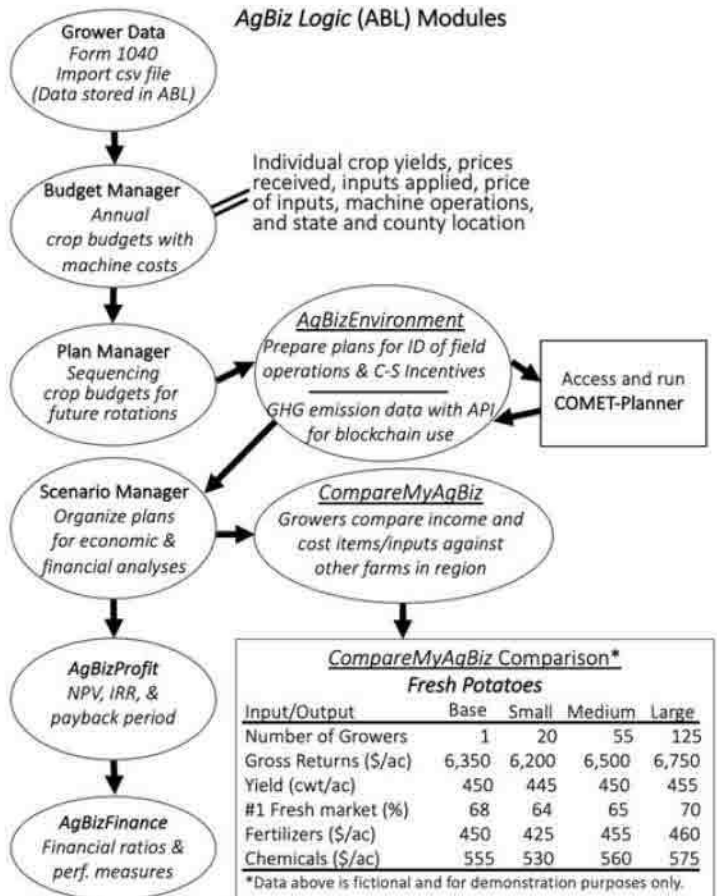 AgBiz Logic (ABL) Modules
Grower Data
Form 1040
Import csv file
(Data stored in ABL)
Budget Manager
Annual
crop budgets with
machine costs
Individual crop yields, prices
received, inputs applied, price
of inputs, machine operations,
and state and county location
Plan Manager
Sequencing
crop budgets for
future rotations
AgBizEnvironment
Prepare plans for ID of field
operations & C-S Incentives
GHG emission data with API
for blockchain use
Access and run
COMET-Planner
Scenario Manager
Organize plans
for economic &
financial analyses
CompareMyAgBiz
Growers compare income and
cost items/inputs against
other farms in region
AgBizProfit
NPV, IRR, &
payback period
AgBizFinance
Financial ratios &
perf. measures
CompareMyAgBiz Comparison*
Fresh Potatoes
Input/Output Base Small Medium Large
Number of Growers 1 20 55 125
Gross Returns ($/ac) 6,350 6,200 6,500 6,750
Yield (cwt/ac) 450 445 450 455
#1 Fresh market (%) 68 64 65 70
Fertilizers ($/ac) 450 425 455 460
Chemicals ($/ac) 555 530 560 575
*Data above is fictional and for demonstration purposes only.